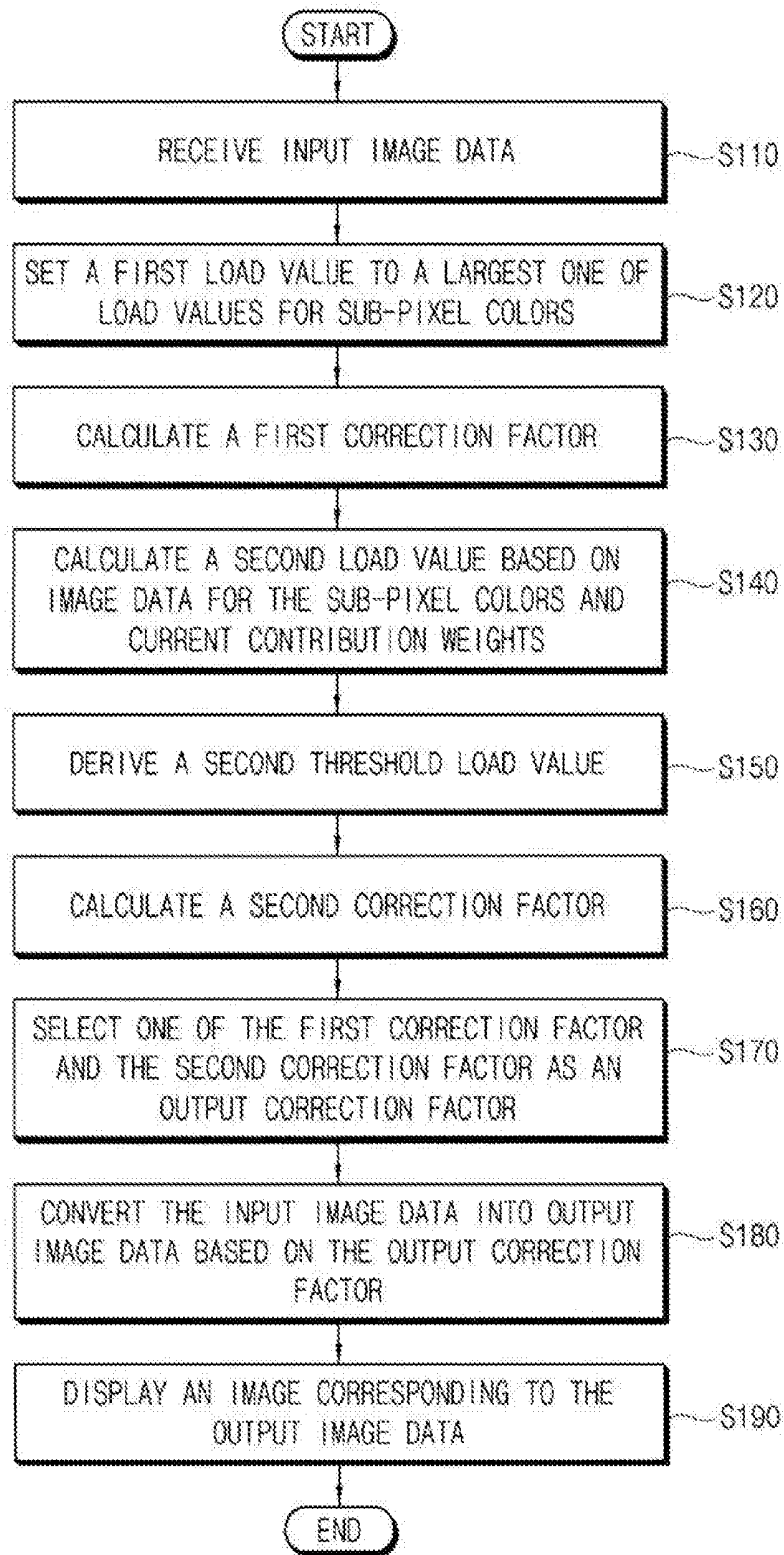 START
RECEIVE INPUT IMAGE DATA
S110
SET A FIRST LOAD VALUE TO A LARGEST ONE OF
LOAD VALUES FOR SUB-PIXEL COLORS
S120
CALCULATE A FIRST CORRECTION FACTOR
S130
CALCULATE A SECOND LOAD VALUE BASED ON
IMAGE DATA FOR THE SUB-PIXEL COLORS AND
CURRENT CONTRIBUTION WEIGHTS
S140
DERIVE A SECOND THRESHOLD LOAD VALUE
S150
CALCULATE A SECOND CORRECTION FACTOR
S160
SELECT ONE OF THE FIRST CORRECTION FACTOR
AND THE SECOND CORRECTION FACTOR AS AN
OUTPUT CORRECTION FACTOR
S170
CONVERT THE INPUT IMAGE DATA INTO OUTPUT
IMAGE DATA BASED ON THE OUTPUT CORRECTION
FACTOR
S180
DISPLAY AN IMAGE CORRESPONDING TO THE
OUTPUT IMAGE DATA
S190
END